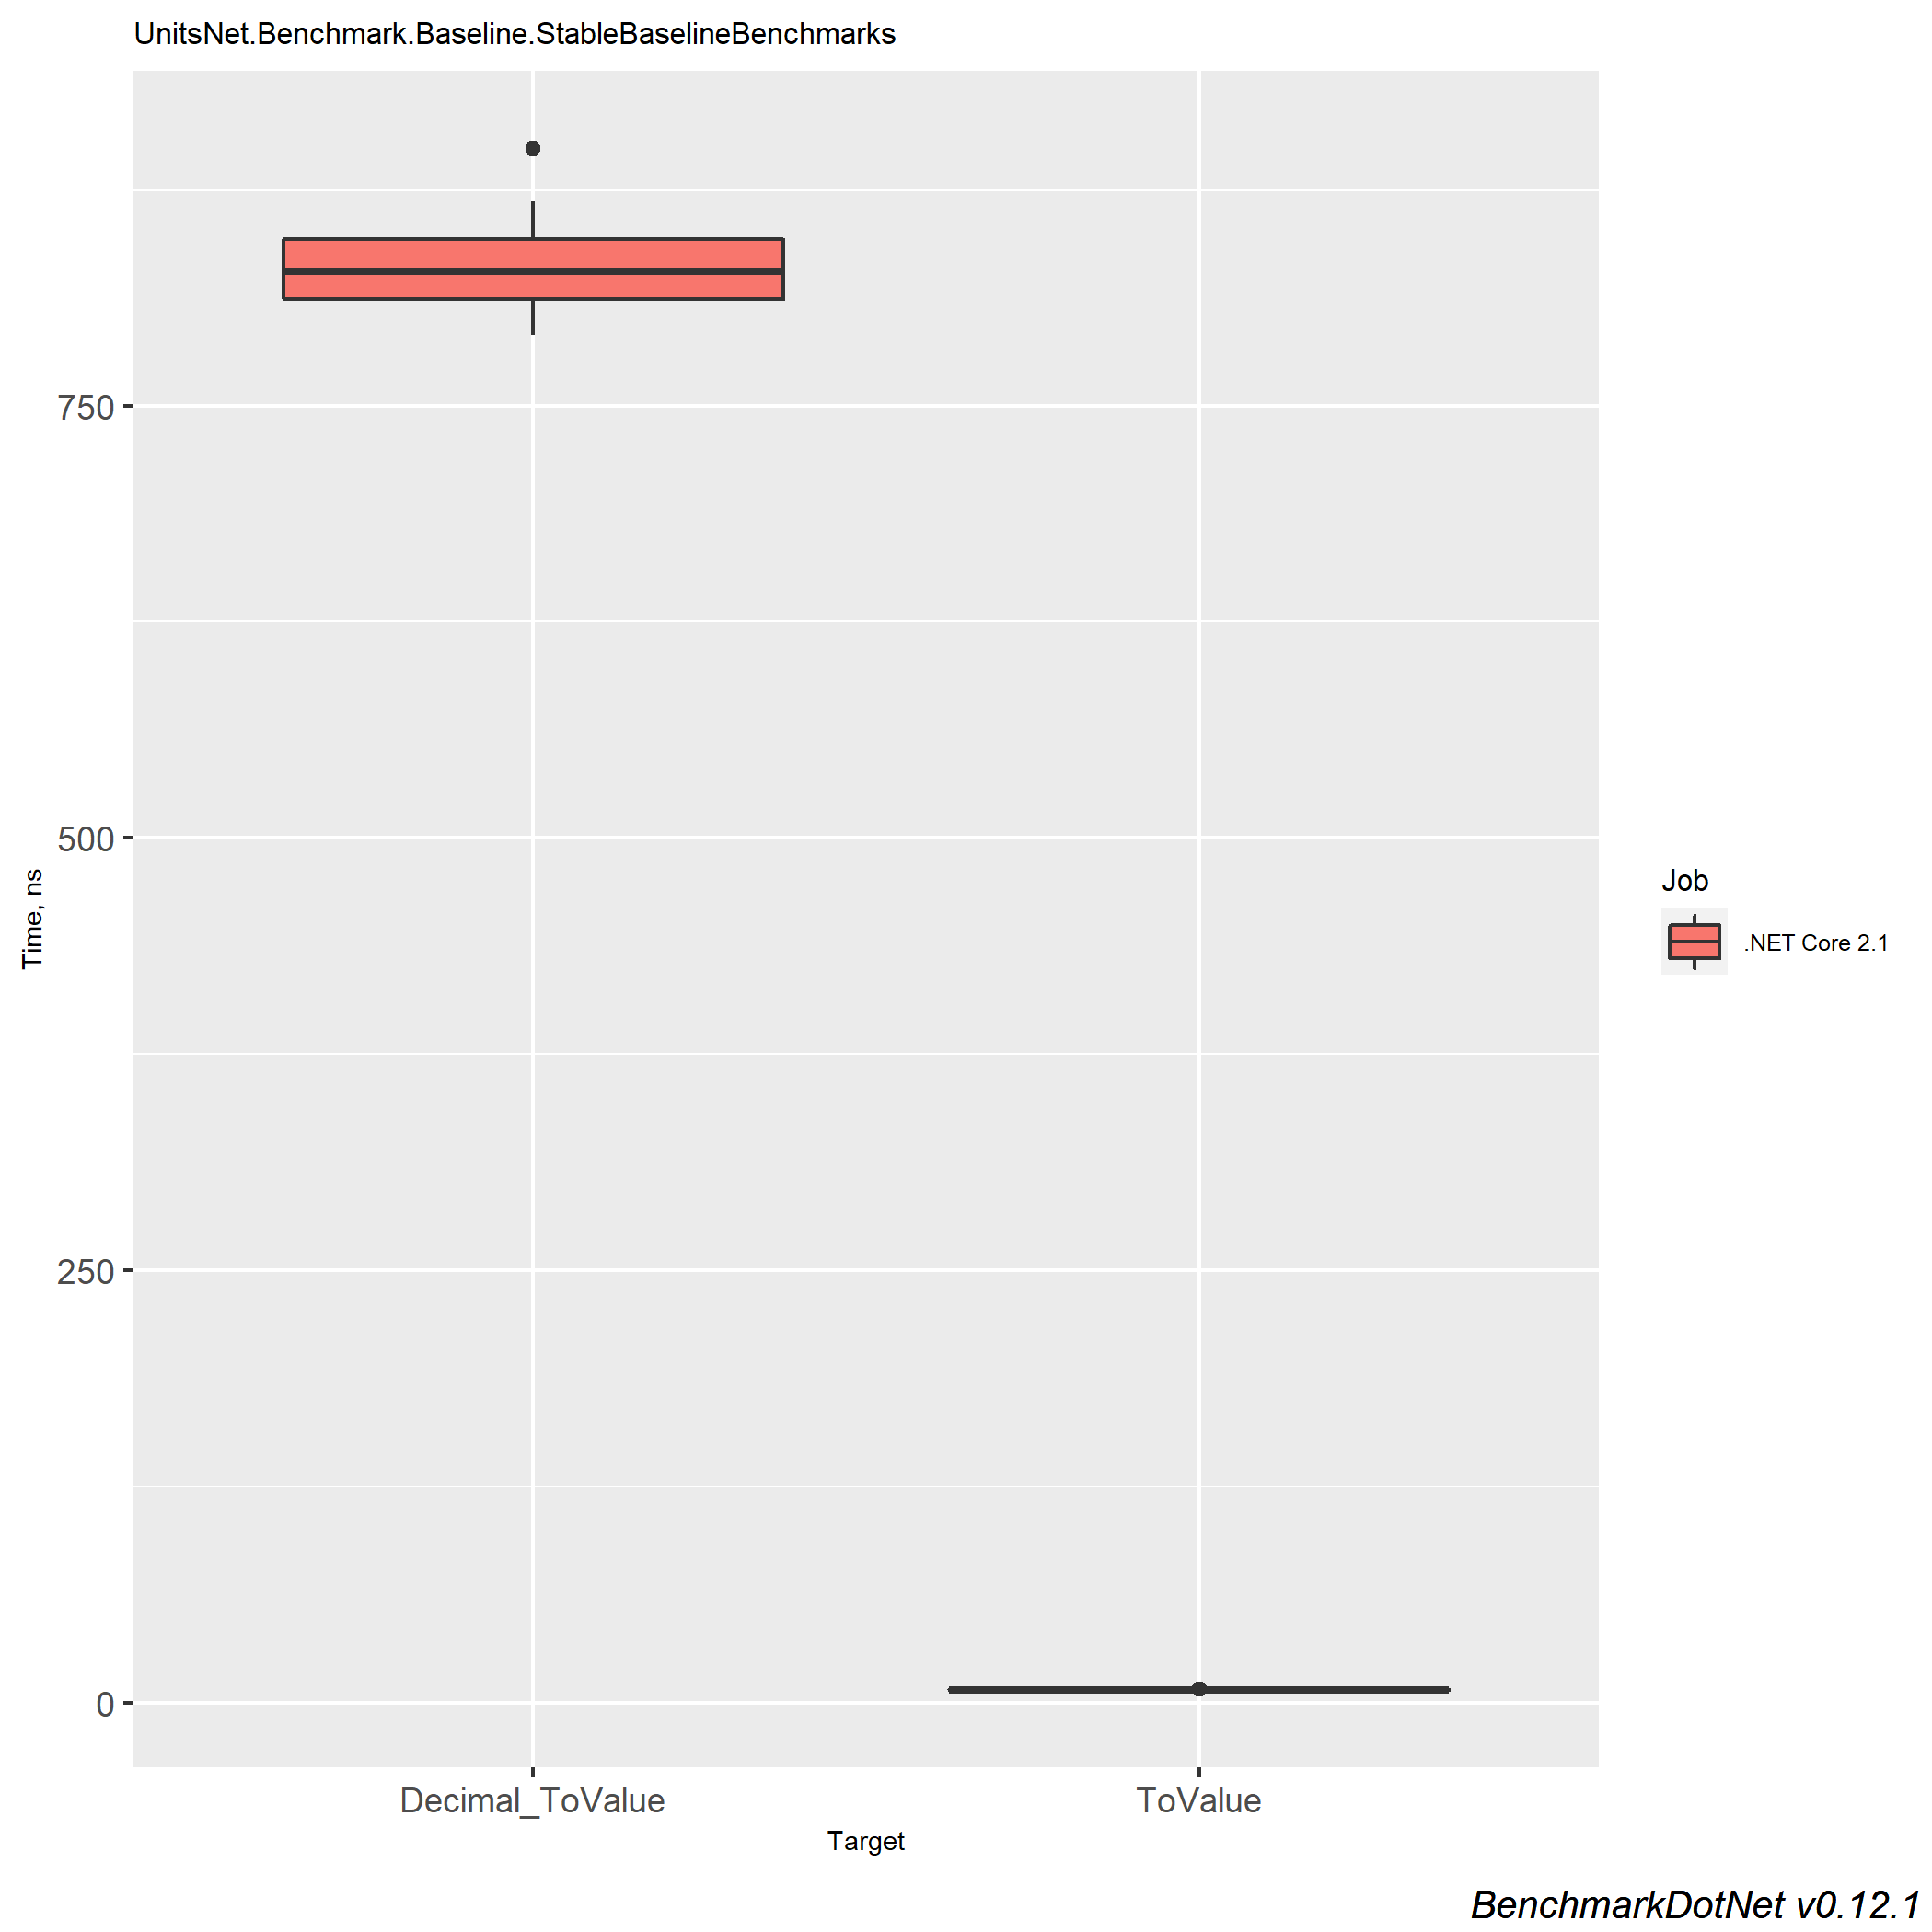 UnitsNet.Benchmark.Baseline.StableBaselineBenchmarks
750
500
250
0
Time, ns
Decimal_ToValue
ToValue
Target
Job
.NET Core 2.1
BenchmarkDotNet v0.12.1